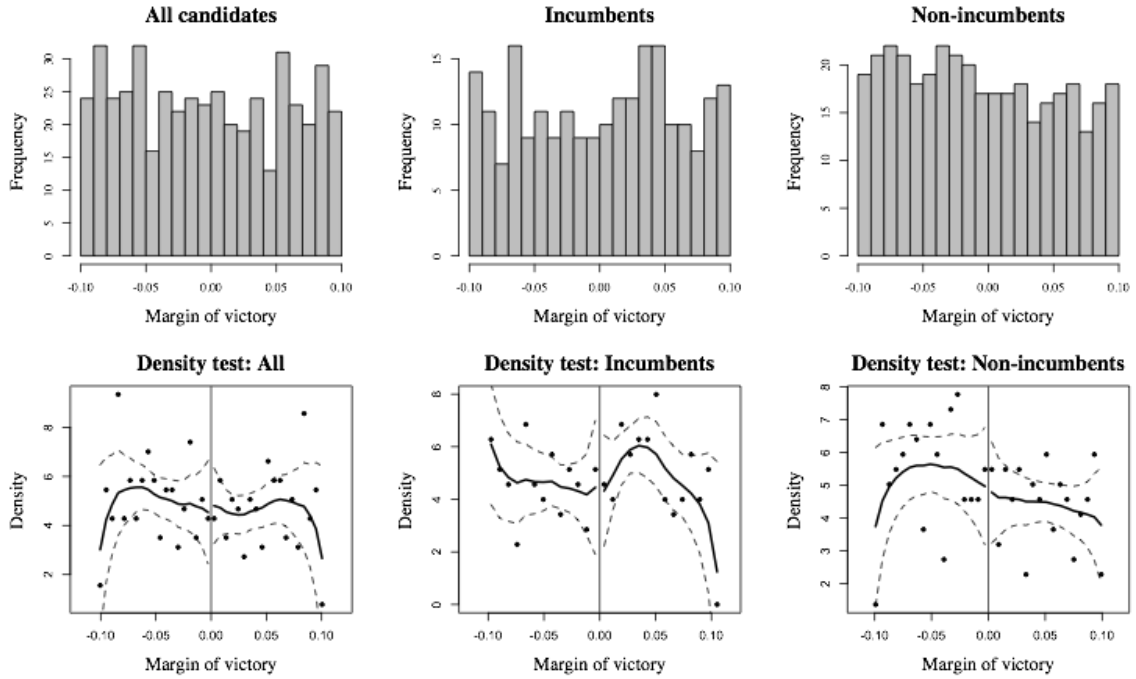 All candidates
Incumbents
Non-incumbents
Frequency
0 5 10 15 20 25 30
-0.10 -0.05 0.00 0.05 0.10
Margin of victory
Frequency
0 5 10 15
-0.10 -0.05 0.00 0.05 0.10
Margin of victory
Frequency
0 5 10 15 20
-0.10 -0.05 0.00 0.05 0.10
Margin of victory
Density test: All
Density test: Incumbents
Density test: Non-incumbents
Density
2 4 6 8
-0.10 -0.05 0.00 0.05 0.10
Margin of victory
Density
0 2 4 6 8
-0.10 -0.05 0.00 0.05 0.10
Margin of victory
Density
2 3 4 5 6 7 8
-0.10 -0.05 0.00 0.05 0.10
Margin of victory